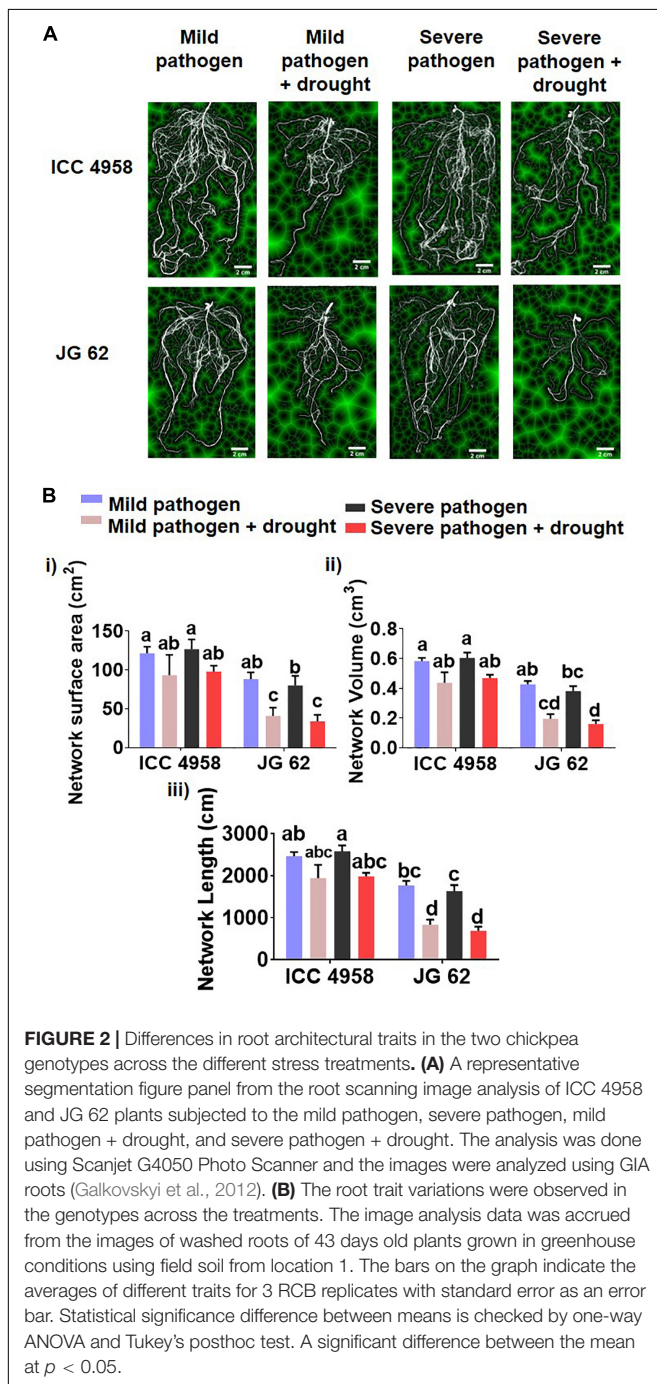 A
Mild pathogen
Mild pathogen + drought
Severe pathogen
Severe pathogen + drought
ICC 4958
2 cm
2 cm
2 cm
2 cm
JG 62
2 cm
2 cm
2 cm
2 cm
B
Mild pathogen
Severe pathogen
Mild pathogen + drought
Severe pathogen + drought
i)
Network surface area (cm²)
150
100
50
0
a
ab
a
ab
ab
c
b
c
ICC 4958
JG 62
ii)
Network Volume (cm³)
0.8
0.6
0.4
0.2
0.0
a
ab
a
ab
ab
cd
bc
d
ICC 4958
JG 62
iii)
Network Length (cm)
3000
2000
1000
0
ab
abc
a
abc
bc
d
c
d
ICC 4958
JG 62
FIGURE 2 | Differences in root architectural traits in the two chickpea
genotypes across the different stress treatments. (A) A representative
segmentation figure panel from the root scanning image analysis of ICC 4958
and JG 62 plants subjected to the mild pathogen, severe pathogen, mild
pathogen + drought, and severe pathogen + drought. The analysis was done
using Scanjet G4050 Photo Scanner and the images were analyzed using GIA
roots (Galkovskyi et al., 2012). (B) The root trait variations were observed in
the genotypes across the treatments. The image analysis data was accrued
from the images of washed roots of 43 days old plants grown in greenhouse
conditions using field soil from location 1. The bars on the graph indicate the
averages of different traits for 3 RCB replicates with standard error as an error
bar. Statistical significance difference between means is checked by one-way
ANOVA and Tukey's posthoc test. A significant difference between the mean
at p < 0.05.